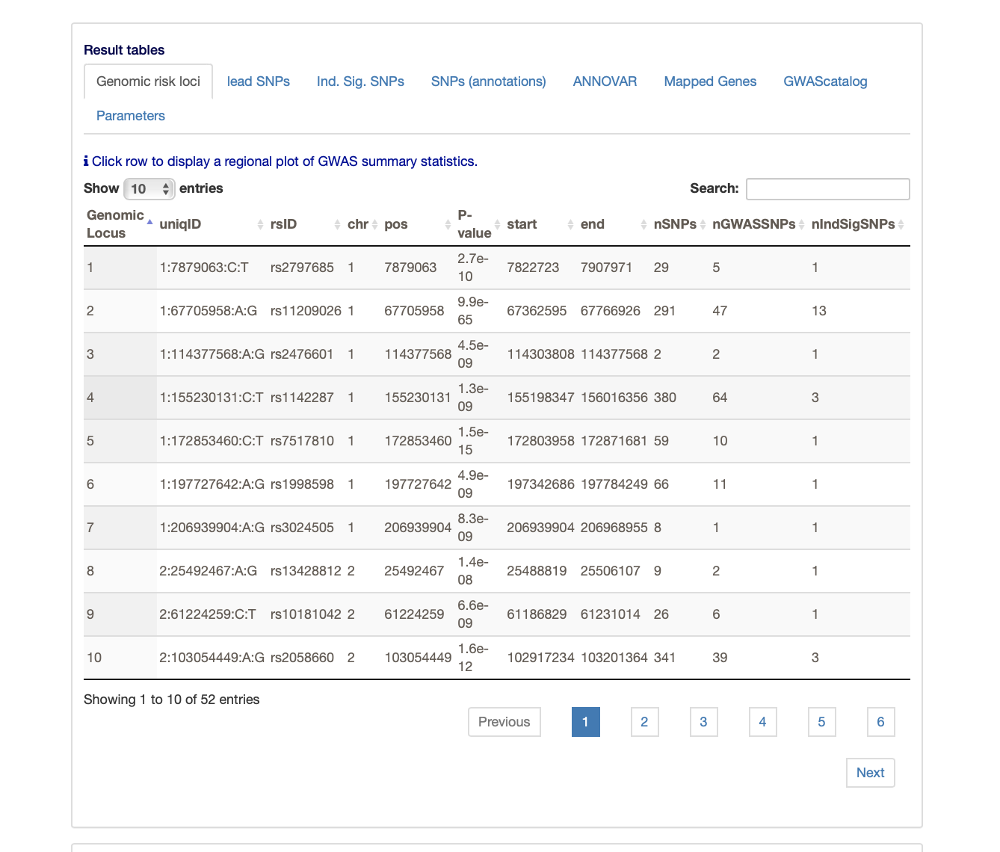 Result tables
Genomic risk loci lead SNPs Ind. Sig. SNPs SNPs (annotations) ANNOVAR Mapped Genes GWAScatalog
Parameters
i Click row to display a regional plot of GWAS summary statistics.
Show 10 entries Search:
Genomic Locus uniqID rsID chr pos P-value start end nSNPs nGWASSNPs nIndSigSNPs
1 1:7879063:C:T rs2797685 1 7879063 2.7e-10 7822723 7907971 29 5 1
2 1:67705958:A:G rs11209026 1 67705958 9.9e-65 67362595 67766926 291 47 13
3 1:114377568:A:G rs2476601 1 114377568 4.5e-09 114303808 114377568 2 2 1
4 1:155230131:C:T rs1142287 1 155230131 1.3e-09 155198347 156016356 380 64 3
5 1:172853460:C:T rs7517810 1 172853460 1.5e-15 172803958 172871681 59 10 1
6 1:197727642:A:G rs1998598 1 197727642 4.9e-09 197342686 197784249 66 11 1
7 1:206939904:A:G rs3024505 1 206939904 8.3e-09 206939904 206968955 8 1 1
8 2:25492467:A:G rs13428812 2 25492467 1.4e-08 25488819 25506107 9 2 1
9 2:61224259:C:T rs10181042 2 61224259 6.6e-09 61186829 61231014 26 6 1
10 2:103054449:A:G rs2058660 2 103054449 1.6e-12 102917234 103201364 341 39 3
Showing 1 to 10 of 52 entries
Previous 1 2 3 4 5 6
Next